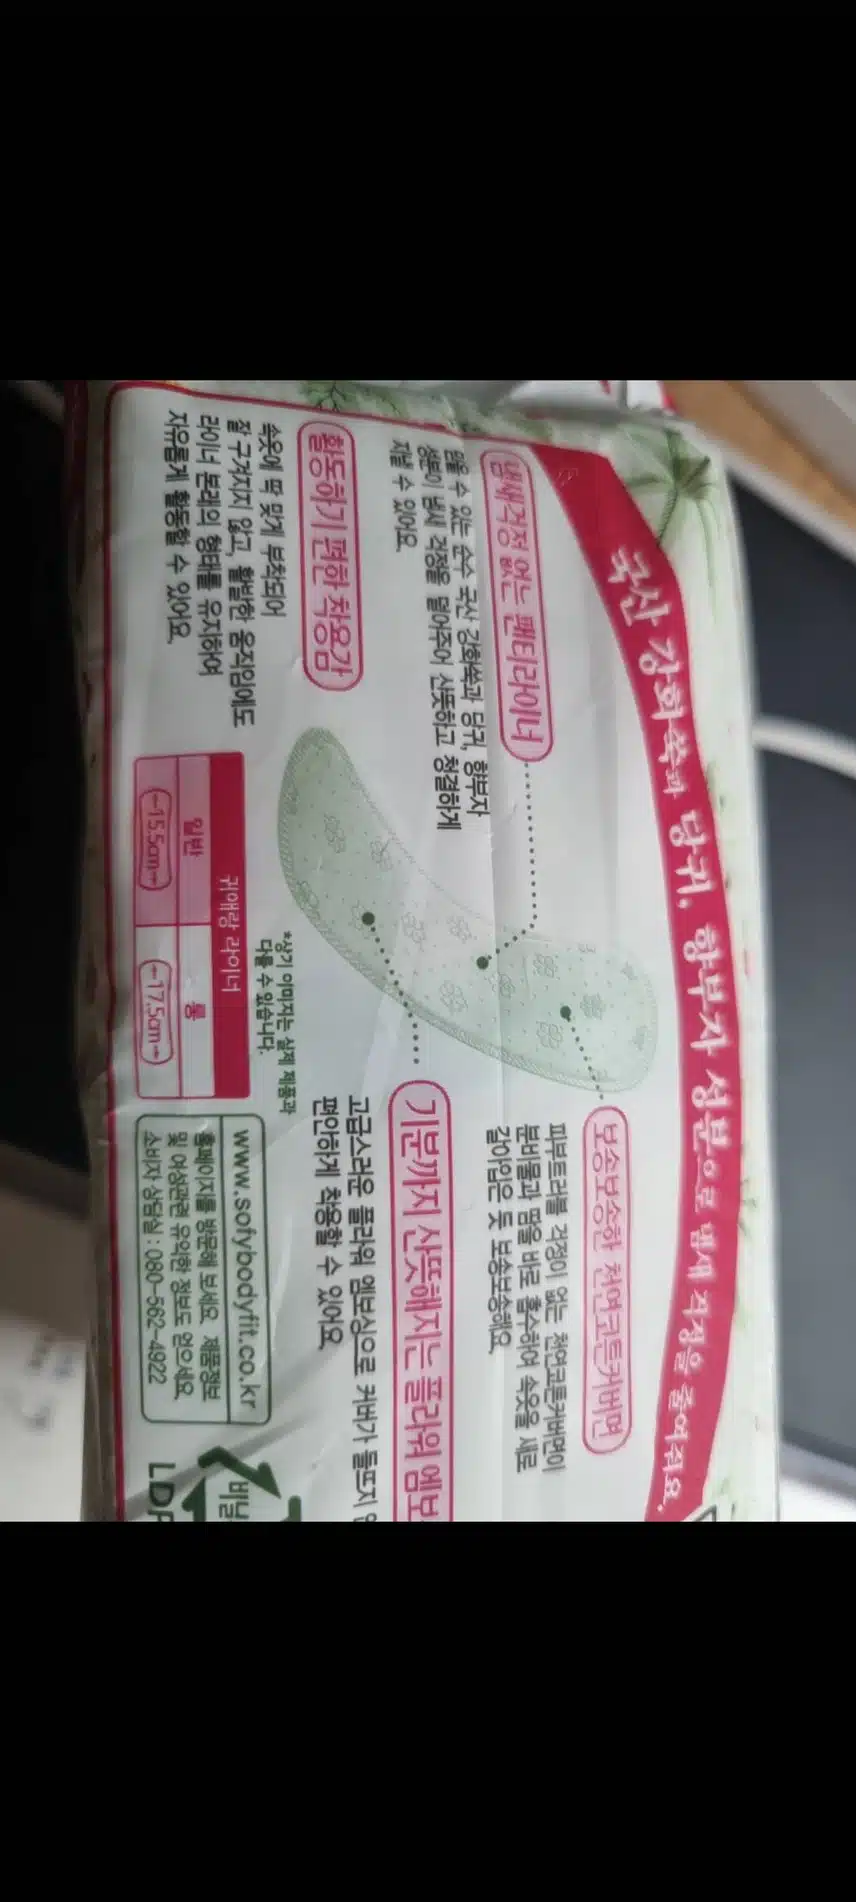 국산 강화쑥과 당귀, 향부자 성분으로 냄새 걱정을 줄여줘요.
냄새걱정 없는 팬티라이너
믿을 수 있는 순수 국산 강화쑥과 당귀, 향부자
성분이 냄새 걱정을 덜어주어 산뜻하고 청결하게
지낼 수 있어요.
활동하기 편한 착용감
속옷에 딱 맞게 부착되어
잘 구겨지지 않고, 활발한 움직임에도
라이너 본래의 형태를 유지하여
자유롭게 활동할 수 있어요.
보송보송한 천연코튼커버면
피부트러블 걱정이 없는 천연코튼커버면이
분비물과 땀을 바로 흡수하여 속옷을 새로
갈아입은 듯 보송보송해요.
기분까지 산뜻해지는 플라워 엠보
고급스러운 플라워 엠보싱으로 커버가 들뜨지
편안하게 착용할 수 있어요.
*상기 이미지는 실제 제품과
다를 수 있습니다.
귀애랑 라이너
일반 롱
15.5cm 17.5cm
www.sofybodyfit.co.kr
홈페이지를 방문해 보세요. 제품정보
및 여성관련 유익한 정보도 얻으세요.
소비자 상담실 : 080-562-4922
비닐
LDP